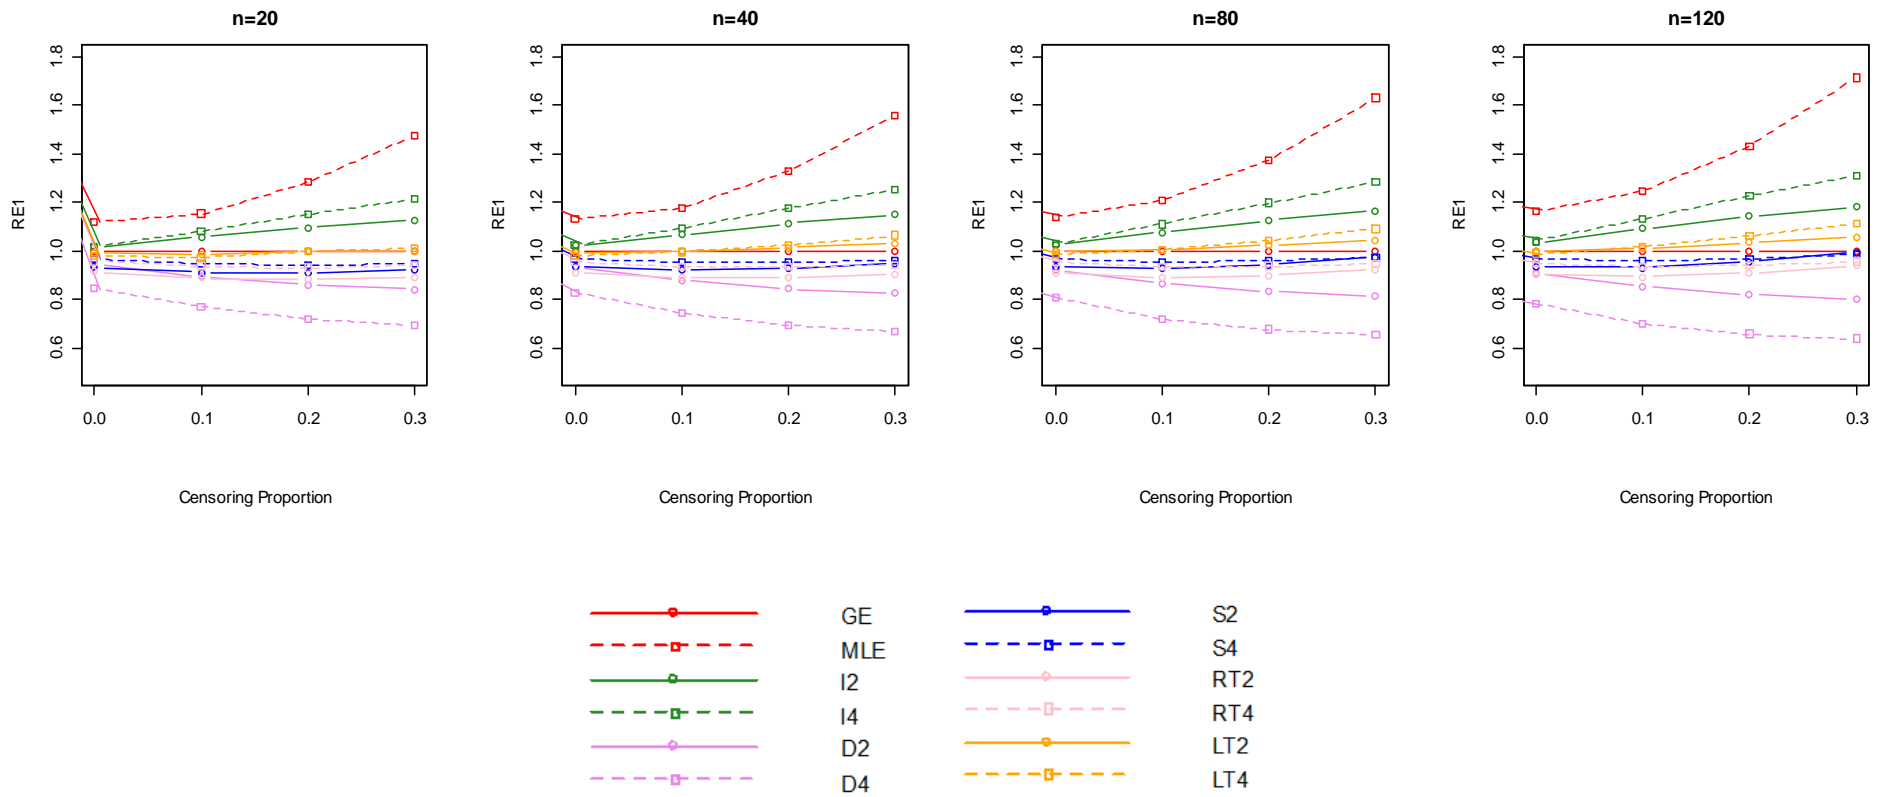 n=20 n=40 n=80 n=120
RE1 0.6 0.8 1.0 1.2 1.4 1.6 1.8
RE1 0.6 0.8 1.0 1.2 1.4 1.6 1.8
RE1 0.6 0.8 1.0 1.2 1.4 1.6 1.8
RE1 0.6 0.8 1.0 1.2 1.4 1.6 1.8
0.0 0.1 0.2 0.3 0.0 0.1 0.2 0.3 0.0 0.1 0.2 0.3 0.0 0.1 0.2 0.3
Censoring Proportion Censoring Proportion Censoring Proportion Censoring Proportion
GE S2
MLE S4
I2 RT2
I4 RT4
D2 LT2
D4 LT4